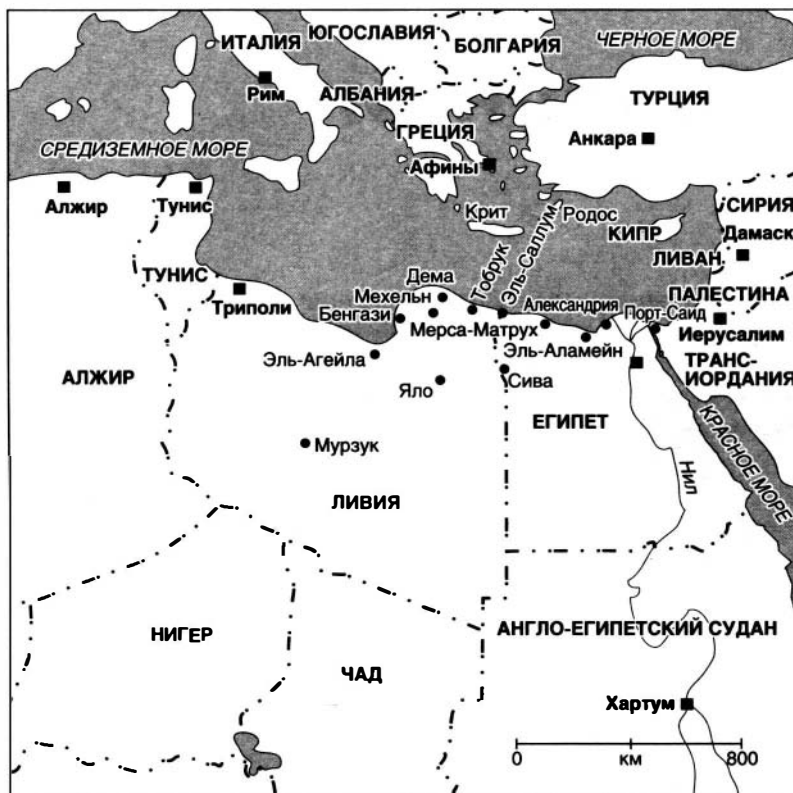 ИТАЛИЯ
ЮГОСЛАВИЯ
БОЛГАРИЯ
ЧЕРНОЕ МОРЕ
Рим
АЛБАНИЯ
ТУРЦИЯ
ГРЕЦИЯ
Анкара
СРЕДИЗЕМНОЕ МОРЕ
Афины
Алжир
Тунис
Крит
Родос
СИРИЯ
КИПР
Дамаск
ЛИВАН
ТУНИС
Триполи
Дема
Тобрук
Эль-Саллум
ПАЛЕСТИНА
Мехельн
Александрия
Порт-Саид
Бенгази
Мерса-Матрух
Иерусалим
Эль-Агейла
Эль-Аламейн
ТРАНС-
ИОРДАНИЯ
АЛЖИР
Яло
Сива
ЕГИПЕТ
КРАСНОЕ МОРЕ
Мурзук
Нил
ЛИВИЯ
НИГЕР
АНГЛО-ЕГИПЕТСКИЙ СУДАН
ЧАД
Хартум
0 км 800